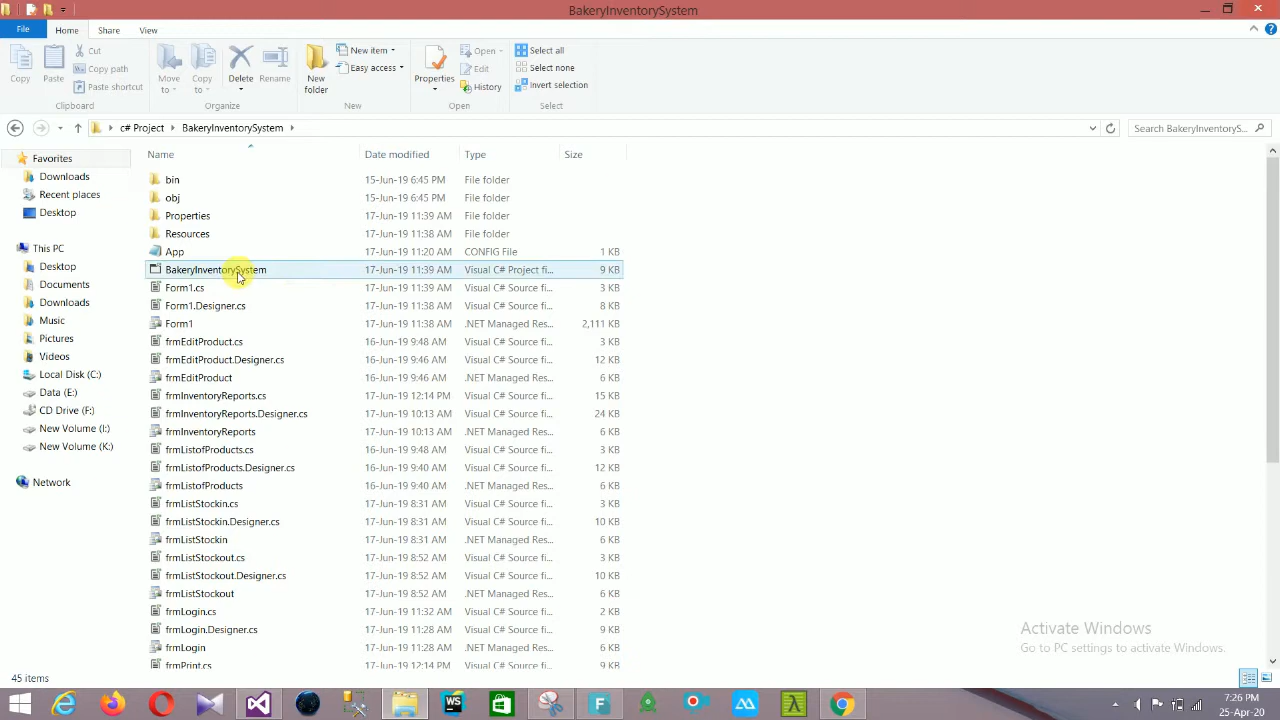 BakeryInventorySystem
File Home Share View
Copy Paste Cut Copy path Paste shortcut Move to Copy to Delete Rename New folder New item Easy access Properties Open Edit History Select all Select none Invert selection
Clipboard Organize New Open Select
c# Project BakeryInventorySystem Search BakeryInventoryS...
Name Date modified Type Size
Favorites
Downloads
Recent places
Desktop
This PC
Desktop
Documents
Downloads
Music
Pictures
Videos
Local Disk (C:)
Data (E:)
CD Drive (F:)
New Volume (I:)
New Volume (K:)
Network
bin 15-Jun-19 6:45 PM File folder
obj 15-Jun-19 6:45 PM File folder
Properties 17-Jun-19 11:39 AM File folder
Resources 17-Jun-19 11:38 AM File folder
App 17-Jun-19 11:20 AM CONFIG File 1 KB
BakeryInventorySystem 17-Jun-19 11:39 AM Visual C# Project fi... 9 KB
Form1.cs 17-Jun-19 11:39 AM Visual C# Source fi... 3 KB
Form1.Designer.cs 17-Jun-19 11:38 AM Visual C# Source fi... 8 KB
Form1 17-Jun-19 11:38 AM .NET Managed Res... 2,111 KB
frmEditProduct.cs 16-Jun-19 9:48 AM Visual C# Source fi... 3 KB
frmEditProduct.Designer.cs 16-Jun-19 9:46 AM Visual C# Source fi... 12 KB
frmEditProduct 16-Jun-19 9:46 AM .NET Managed Res... 6 KB
frmInventoryReports.cs 17-Jun-19 12:14 PM Visual C# Source fi... 15 KB
frmInventoryReports.Designer.cs 17-Jun-19 10:13 AM Visual C# Source fi... 24 KB
frmInventoryReports 17-Jun-19 10:13 AM .NET Managed Res... 6 KB
frmListofProducts.cs 16-Jun-19 9:48 AM Visual C# Source fi... 3 KB
frmListofProducts.Designer.cs 16-Jun-19 9:40 AM Visual C# Source fi... 12 KB
frmListofProducts 16-Jun-19 9:40 AM .NET Managed Res... 6 KB
frmListStockin.cs 17-Jun-19 8:31 AM Visual C# Source fi... 3 KB
frmListStockin.Designer.cs 17-Jun-19 8:31 AM Visual C# Source fi... 10 KB
frmListStockin 17-Jun-19 8:31 AM .NET Managed Res... 6 KB
frmListStockout.cs 17-Jun-19 8:52 AM Visual C# Source fi... 3 KB
frmListStockout.Designer.cs 17-Jun-19 8:52 AM Visual C# Source fi... 10 KB
frmListStockout 17-Jun-19 8:52 AM .NET Managed Res... 6 KB
frmLogin.cs 17-Jun-19 11:32 AM Visual C# Source fi... 2 KB
frmLogin.Designer.cs 17-Jun-19 11:28 AM Visual C# Source fi... 9 KB
frmLogin 17-Jun-19 11:28 AM .NET Managed Res... 6 KB
frmPrint.cs 17-Jun-19 12:14 PM Visual C# Source fi... 9 KB
Activate Windows
Go to PC settings to activate Windows.
45 items
WS F
7:26 PM
25-Apr-20